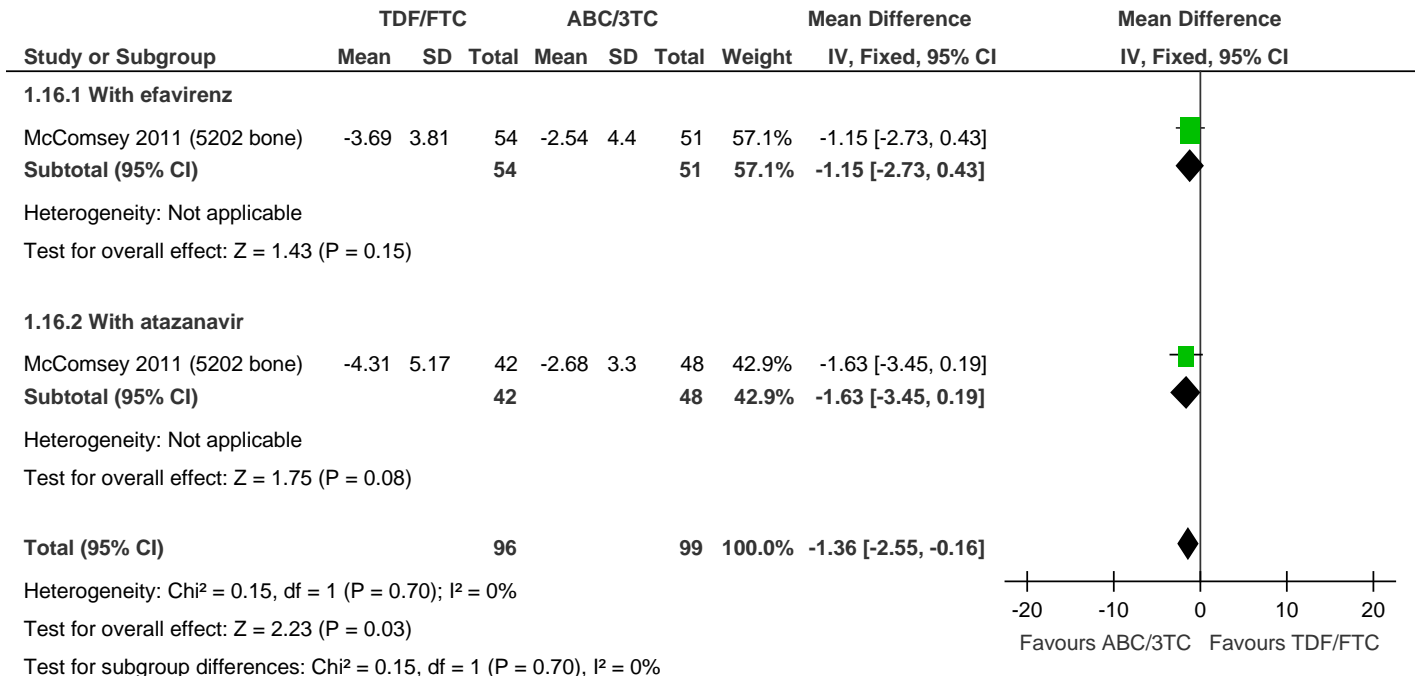 TDF/FTC ABC/3TC Mean Difference Mean Difference
Study or Subgroup Mean SD Total Mean SD Total Weight IV, Fixed, 95% CI IV, Fixed, 95% CI
1.16.1 With efavirenz
McComsey 2011 (5202 bone) -3.69 3.81 54 -2.54 4.4 51 57.1% -1.15 [-2.73, 0.43]
Subtotal (95% CI) 54 51 57.1% -1.15 [-2.73, 0.43]
Heterogeneity: Not applicable
Test for overall effect: Z = 1.43 (P = 0.15)
1.16.2 With atazanavir
McComsey 2011 (5202 bone) -4.31 5.17 42 -2.68 3.3 48 42.9% -1.63 [-3.45, 0.19]
Subtotal (95% CI) 42 48 42.9% -1.63 [-3.45, 0.19]
Heterogeneity: Not applicable
Test for overall effect: Z = 1.75 (P = 0.08)
Total (95% CI) 96 99 100.0% -1.36 [-2.55, -0.16]
Heterogeneity: Chi² = 0.15, df = 1 (P = 0.70); I² = 0%
Test for overall effect: Z = 2.23 (P = 0.03)
Test for subgroup differences: Chi² = 0.15, df = 1 (P = 0.70), I² = 0%
-20 -10 0 10 20
Favours ABC/3TC Favours TDF/FTC